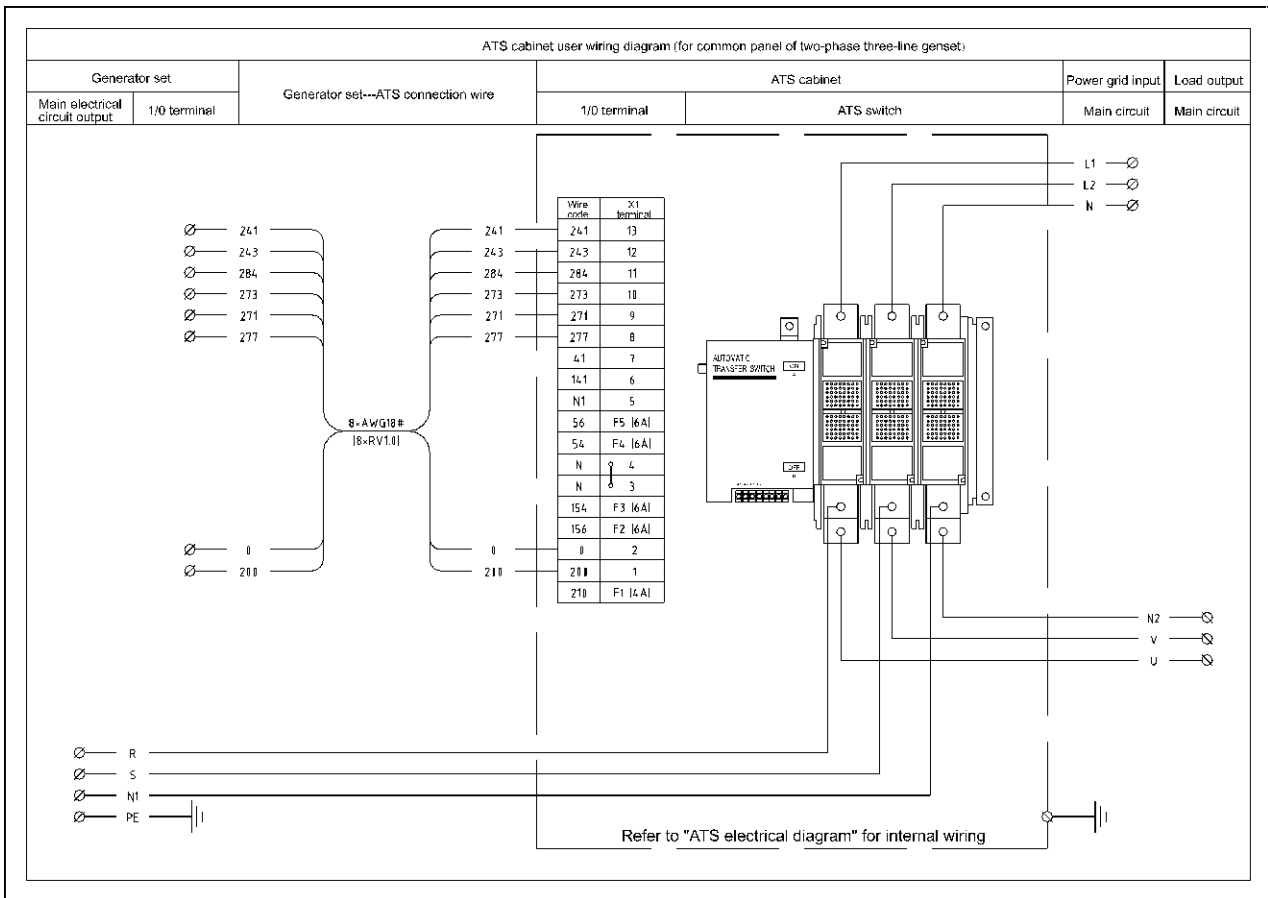 ATS cabinet user wiring diagram (for common panel of two-phase three-line genset)
Generator set
Generator set---ATS connection wire
ATS cabinet
Power grid input
Load output
Main electrical
circuit output
1/0 terminal
1/0 terminal
ATS switch
Main circuit
Main circuit
L1
L2
N
Wire
code
X1
terminal
241 241 241 13
243 243 243 12
284 284 284 11
273 273 273 10
271 271 271 9
277 277 277 8
41 7
141 6
N1 5
56 F5 |6A|
54 F4 |6A|
N 4
N 3
154 F3 |6A|
156 F2 |6A|
0 0 0 2
200 210 200 1
210 F1 |4A|
8×AWG18#
|8×RV1.0|
AUTOMATIC
TRANSFER SWITCH
ON
OFF
N2
V
U
R
S
N1
PE
Refer to "ATS electrical diagram" for internal wiring